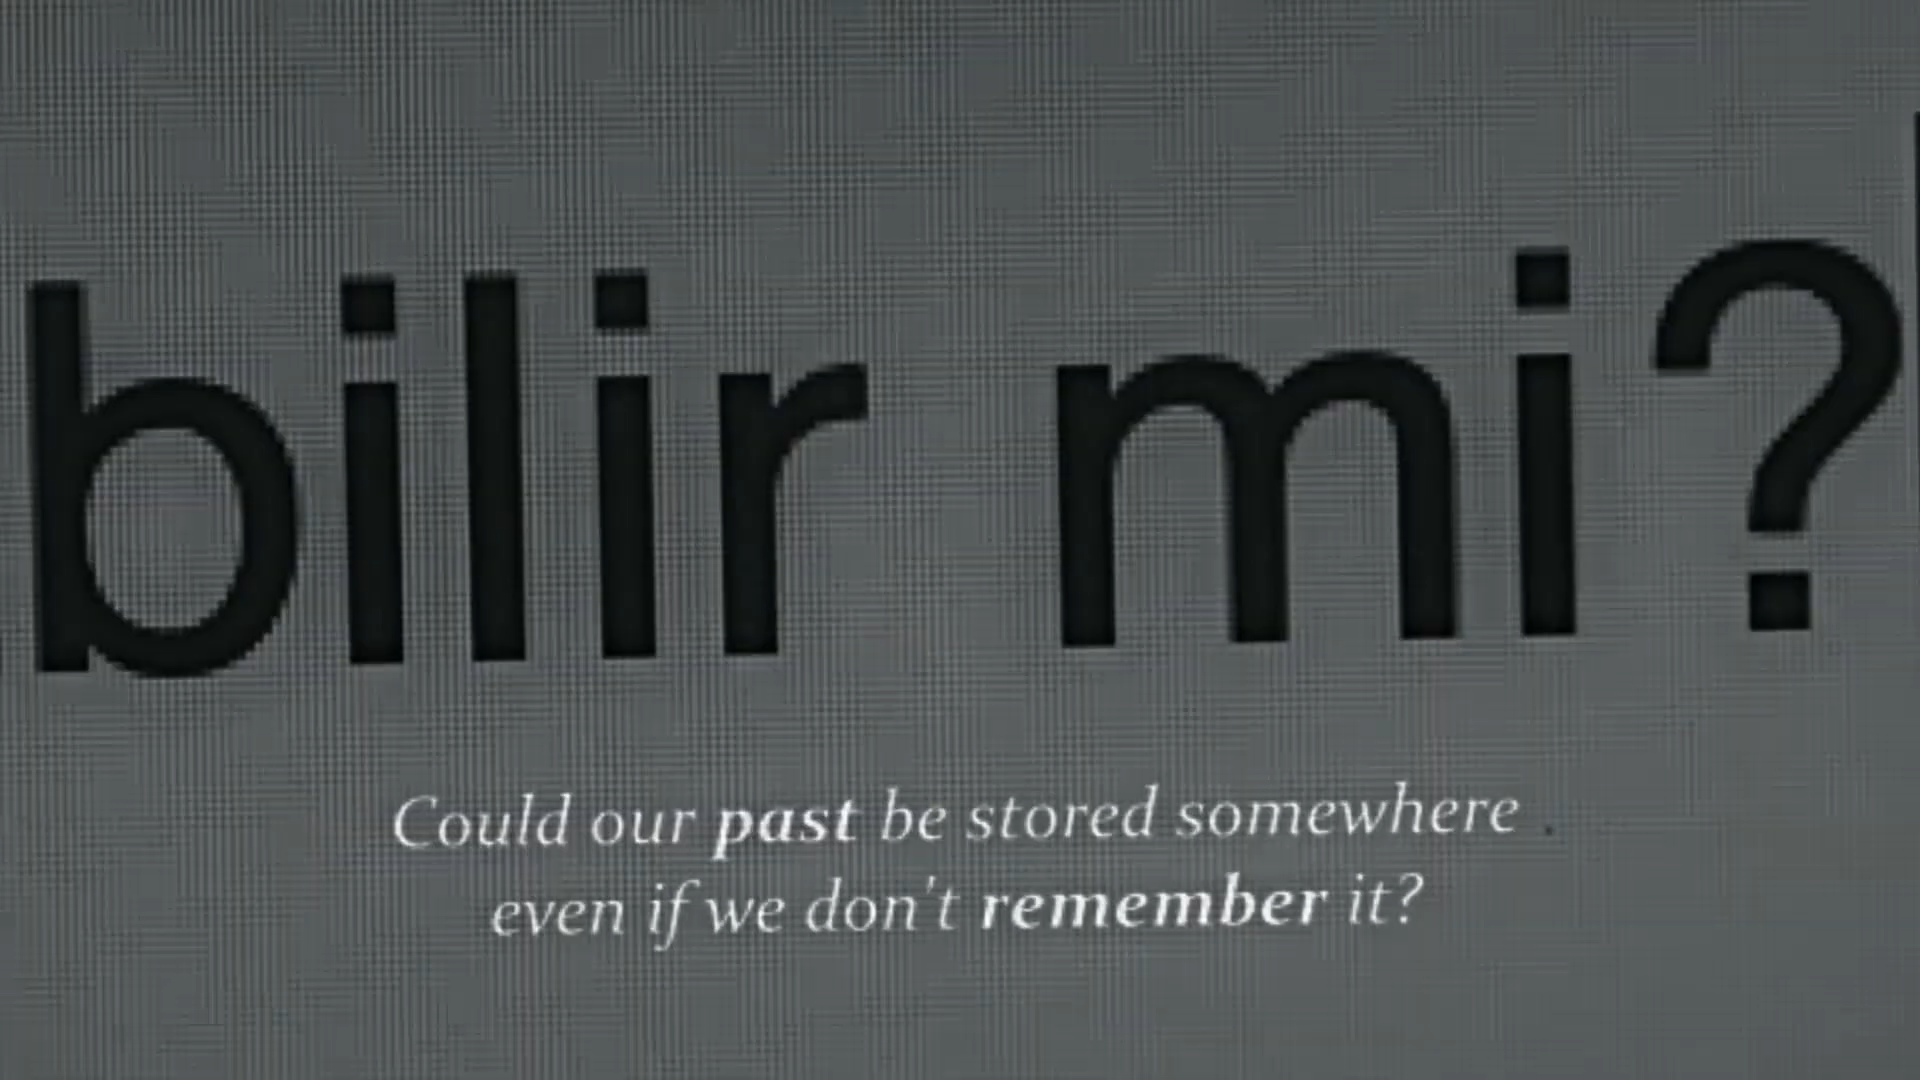 bilir mi?
Could our past be stored somewhere
even if we don't remember it?